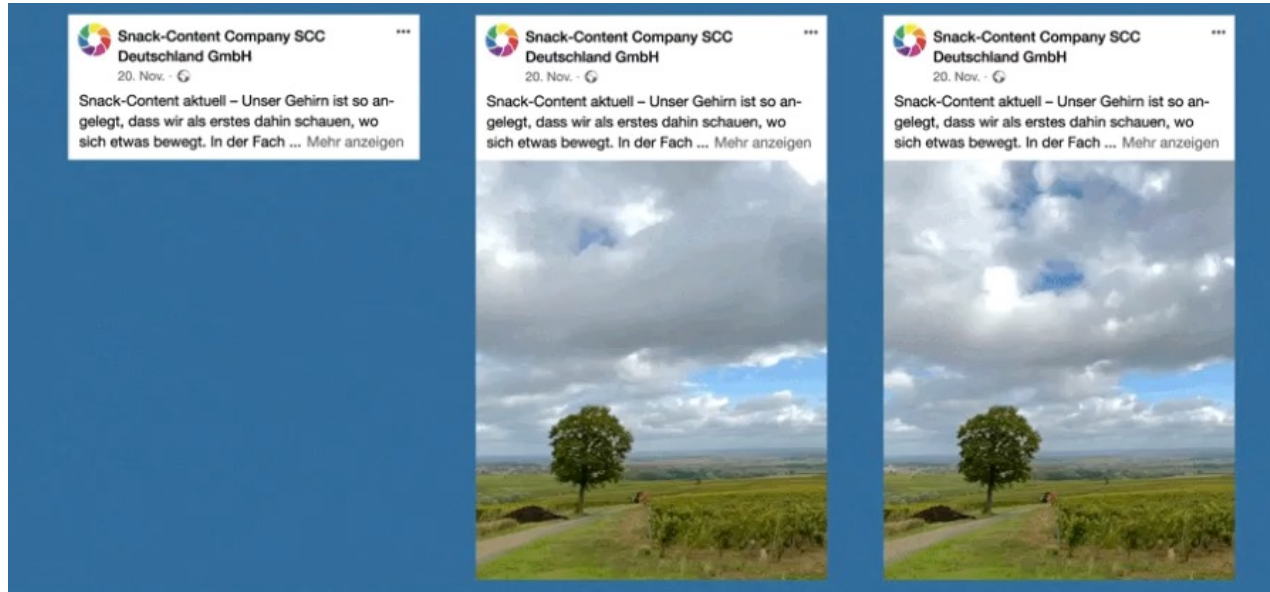 Snack-Content Company SCC
Deutschland GmbH
20. Nov. ·
Snack-Content aktuell – Unser Gehirn ist so an-
gelegt, dass wir als erstes dahin schauen, wo
sich etwas bewegt. In der Fach ... Mehr anzeigen
Snack-Content Company SCC
Deutschland GmbH
20. Nov. ·
Snack-Content aktuell – Unser Gehirn ist so an-
gelegt, dass wir als erstes dahin schauen, wo
sich etwas bewegt. In der Fach ... Mehr anzeigen
Snack-Content Company SCC
Deutschland GmbH
20. Nov. ·
Snack-Content aktuell – Unser Gehirn ist so an-
gelegt, dass wir als erstes dahin schauen, wo
sich etwas bewegt. In der Fach ... Mehr anzeigen